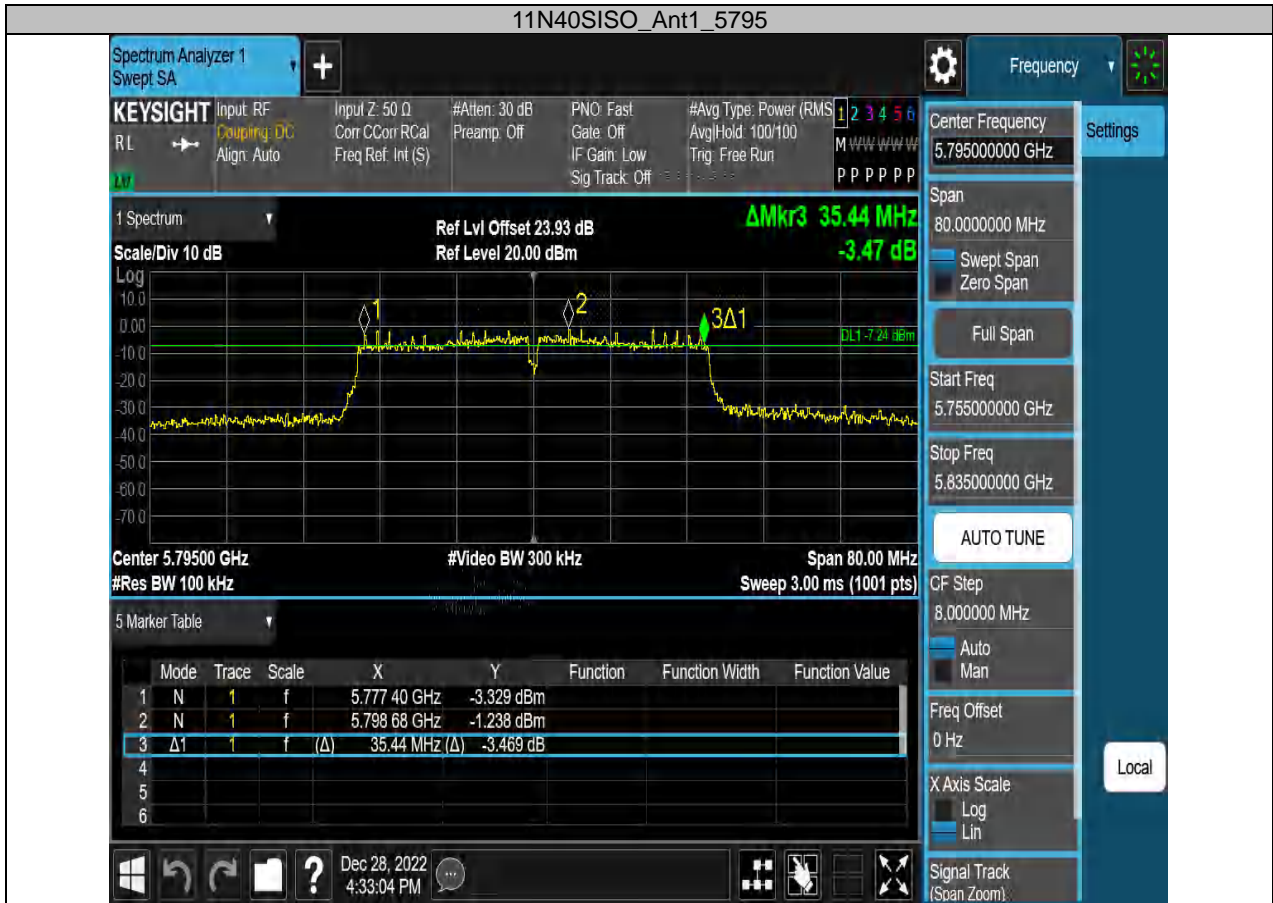 11N40SISO_Ant1_5795
Spectrum Analyzer 1
Swept SA
Frequency
KEYSIGHT
RL
Input: RF
Coupling: DC
Align: Auto
Input Z: 50 Ω
Corr CCorr RCal
Freq Ref: Int (S)
#Atten: 30 dB
Preamp: Off
PNO: Fast
Gate: Off
IF Gain: Low
Sig Track: Off
#Avg Type: Power (RMS
Avg|Hold: 100/100
Trig: Free Run
1 2 3 4 5 6
M W W W W W
P P P P P P
1 Spectrum
Scale/Div 10 dB
Ref Lvl Offset 23.93 dB
Ref Level 20.00 dBm
ΔMkr3 35.44 MHz
-3.47 dB
Log
10.0
0.00
-10.0
-20.0
-30.0
-40.0
-50.0
-60.0
-70.0
1
2
3Δ1
DL1 -7.24 dBm
Center 5.79500 GHz
#Res BW 100 kHz
#Video BW 300 kHz
Span 80.00 MHz
Sweep 3.00 ms (1001 pts)
5 Marker Table
Mode Trace Scale X Y Function Function Width Function Value
1 N 1 f 5.777 40 GHz -3.329 dBm
2 N 1 f 5.798 68 GHz -1.238 dBm
3 Δ1 1 f (Δ) 35.44 MHz (Δ) -3.469 dB
4
5
6
Dec 28, 2022
4:33:04 PM
Center Frequency
5.795000000 GHz
Settings
Span
80.0000000 MHz
Swept Span
Zero Span
Full Span
Start Freq
5.755000000 GHz
Stop Freq
5.835000000 GHz
AUTO TUNE
CF Step
8.000000 MHz
Auto
Man
Freq Offset
0 Hz
X Axis Scale
Log
Lin
Local
Signal Track
(Span Zoom)